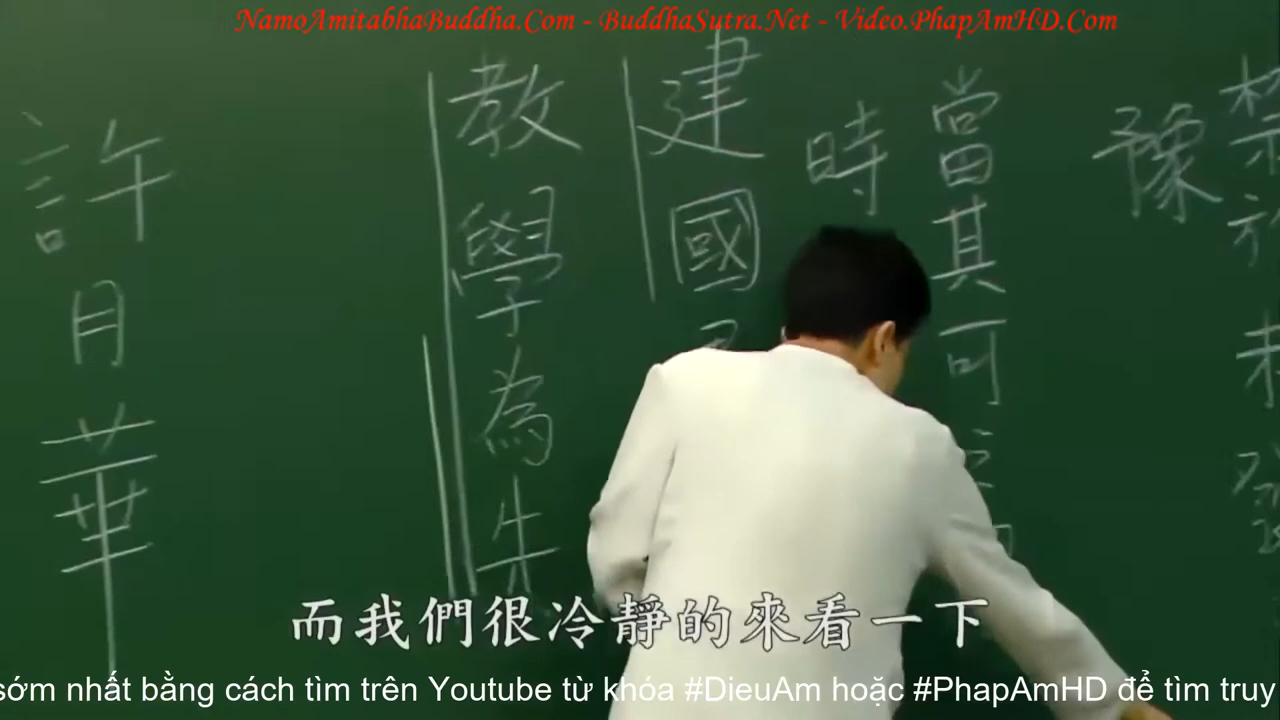 NamoAmitabhaBuddha.Com - BuddhaSutra.Net - Video.PhapAmHD.Com
豫
當其可
時
建國
教學為先
許月華
而我們很冷靜的來看一下
sớm nhất bằng cách tìm trên Youtube từ khóa #DieuAm hoặc #PhapAmHD để tìm truy